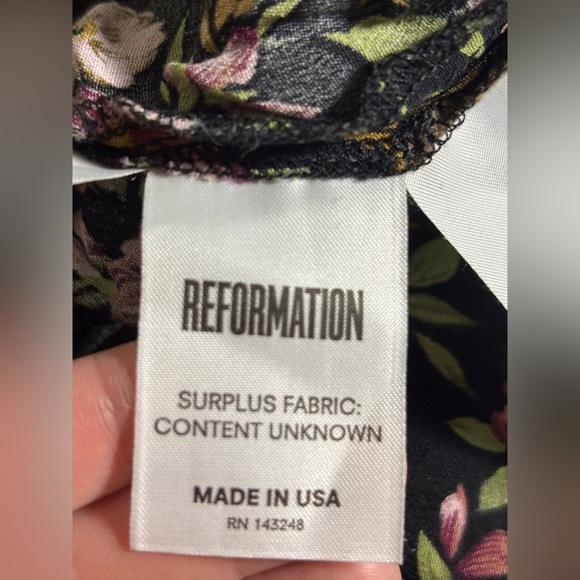 REFORMATION
SURPLUS FABRIC:
CONTENT UNKNOWN
MADE IN USA
RN 143248